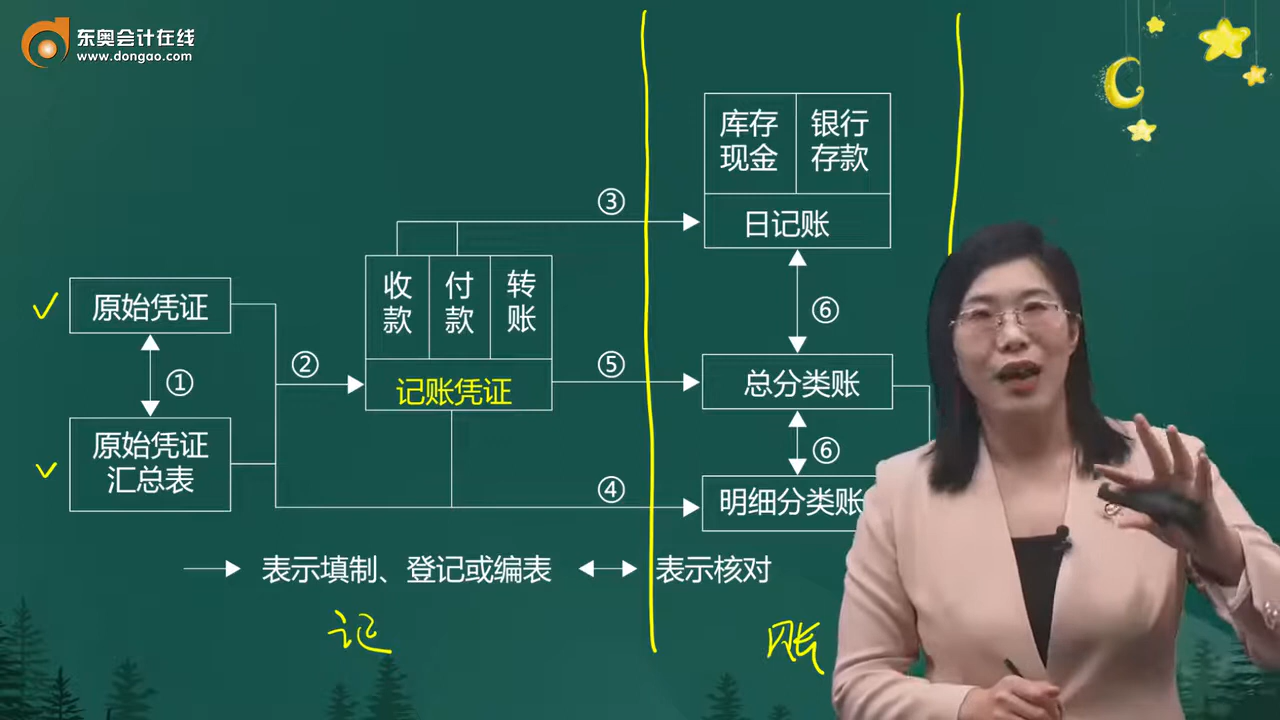 东奥会计在线
www.dongao.com
库存
现金
银行
存款
日记账
③
收
款
付
款
转
账
记账凭证
原始凭证
①
②
原始凭证
汇总表
⑤
④
⑥
总分类账
⑥
明细分类账
表示填制、登记或编表
表示核对
记
账